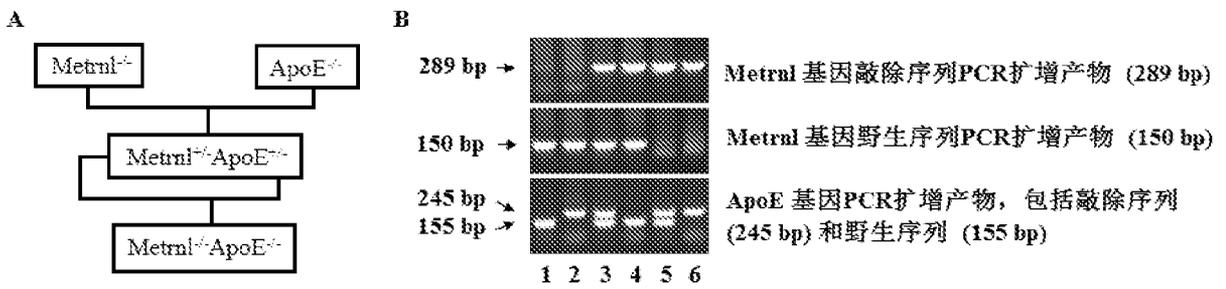 A
B
Metrnl-/-
ApoE-/-
Metrnl+/-ApoE+/-
Metrnl-/-ApoE-/-
289 bp
Metrnl 基因敲除序列PCR扩增产物 (289 bp)
150 bp
Metrnl 基因野生序列PCR扩增产物 (150 bp)
245 bp
155 bp
ApoE 基因PCR扩增产物，包括敲除序列
(245 bp) 和野生序列 (155 bp)
1 2 3 4 5 6